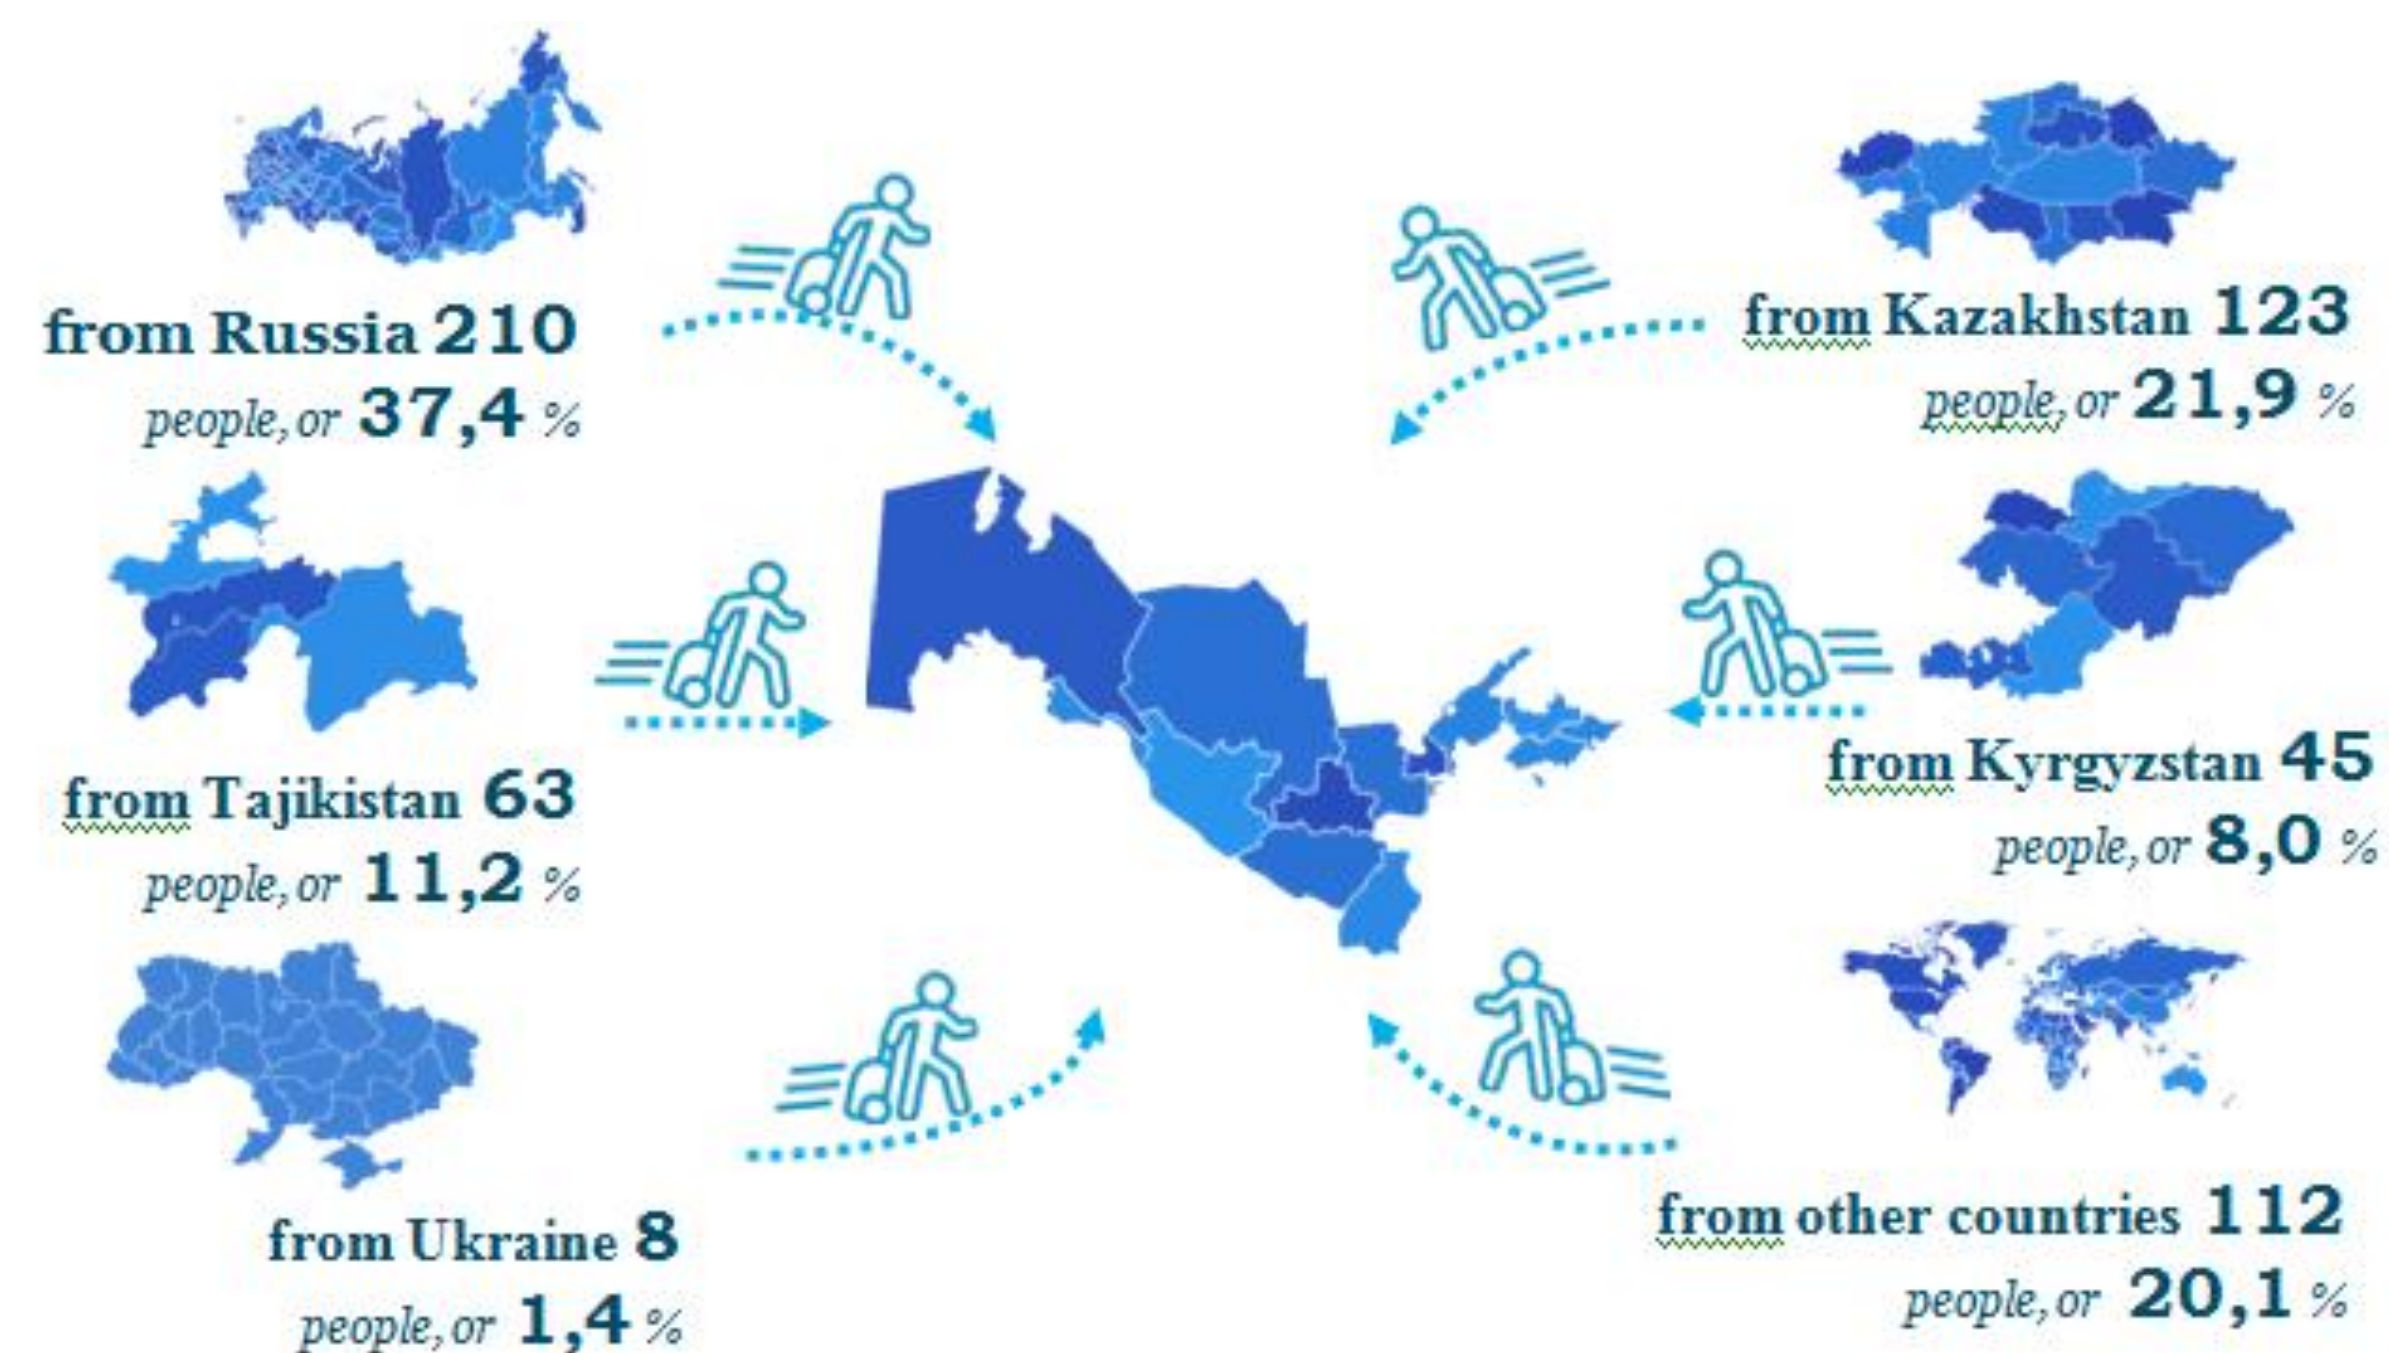 from Russia 210
people, or 37,4 %
from Kazakhstan 123
people, or 21,9 %
from Tajikistan 63
people, or 11,2 %
from Kyrgyzstan 45
people, or 8,0 %
from Ukraine 8
people, or 1,4 %
from other countries 112
people, or 20,1 %